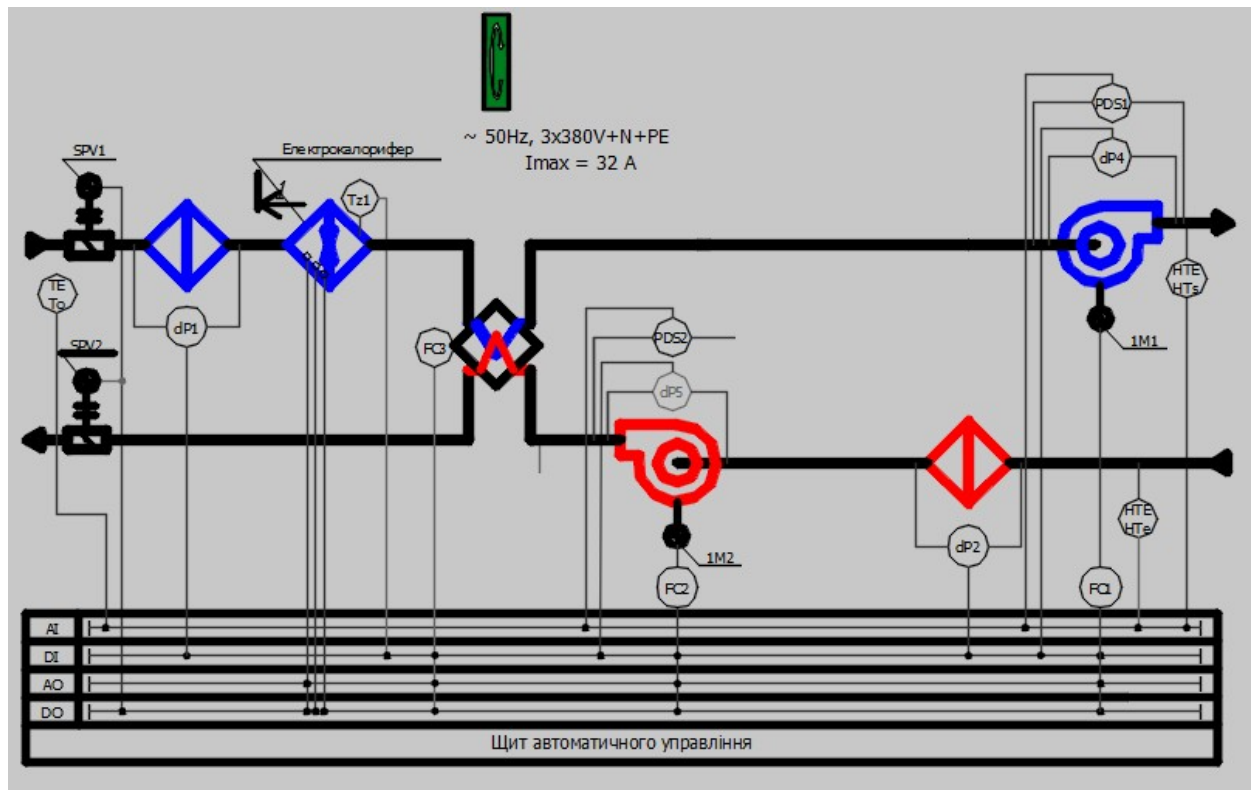 ~ 50Hz, 3x380V+N+PE
Imax = 32 A
SPV1
Електрокалорифер
1
Tz1
PDS1
dP4
TE
To
dP1
HTE
HTs
SPV2
FC3
PDS2
dP5
1M1
HTE
HTe
dP2
1M2
FC2
FC1
AI
DI
AO
DO
Щит автоматичного управління